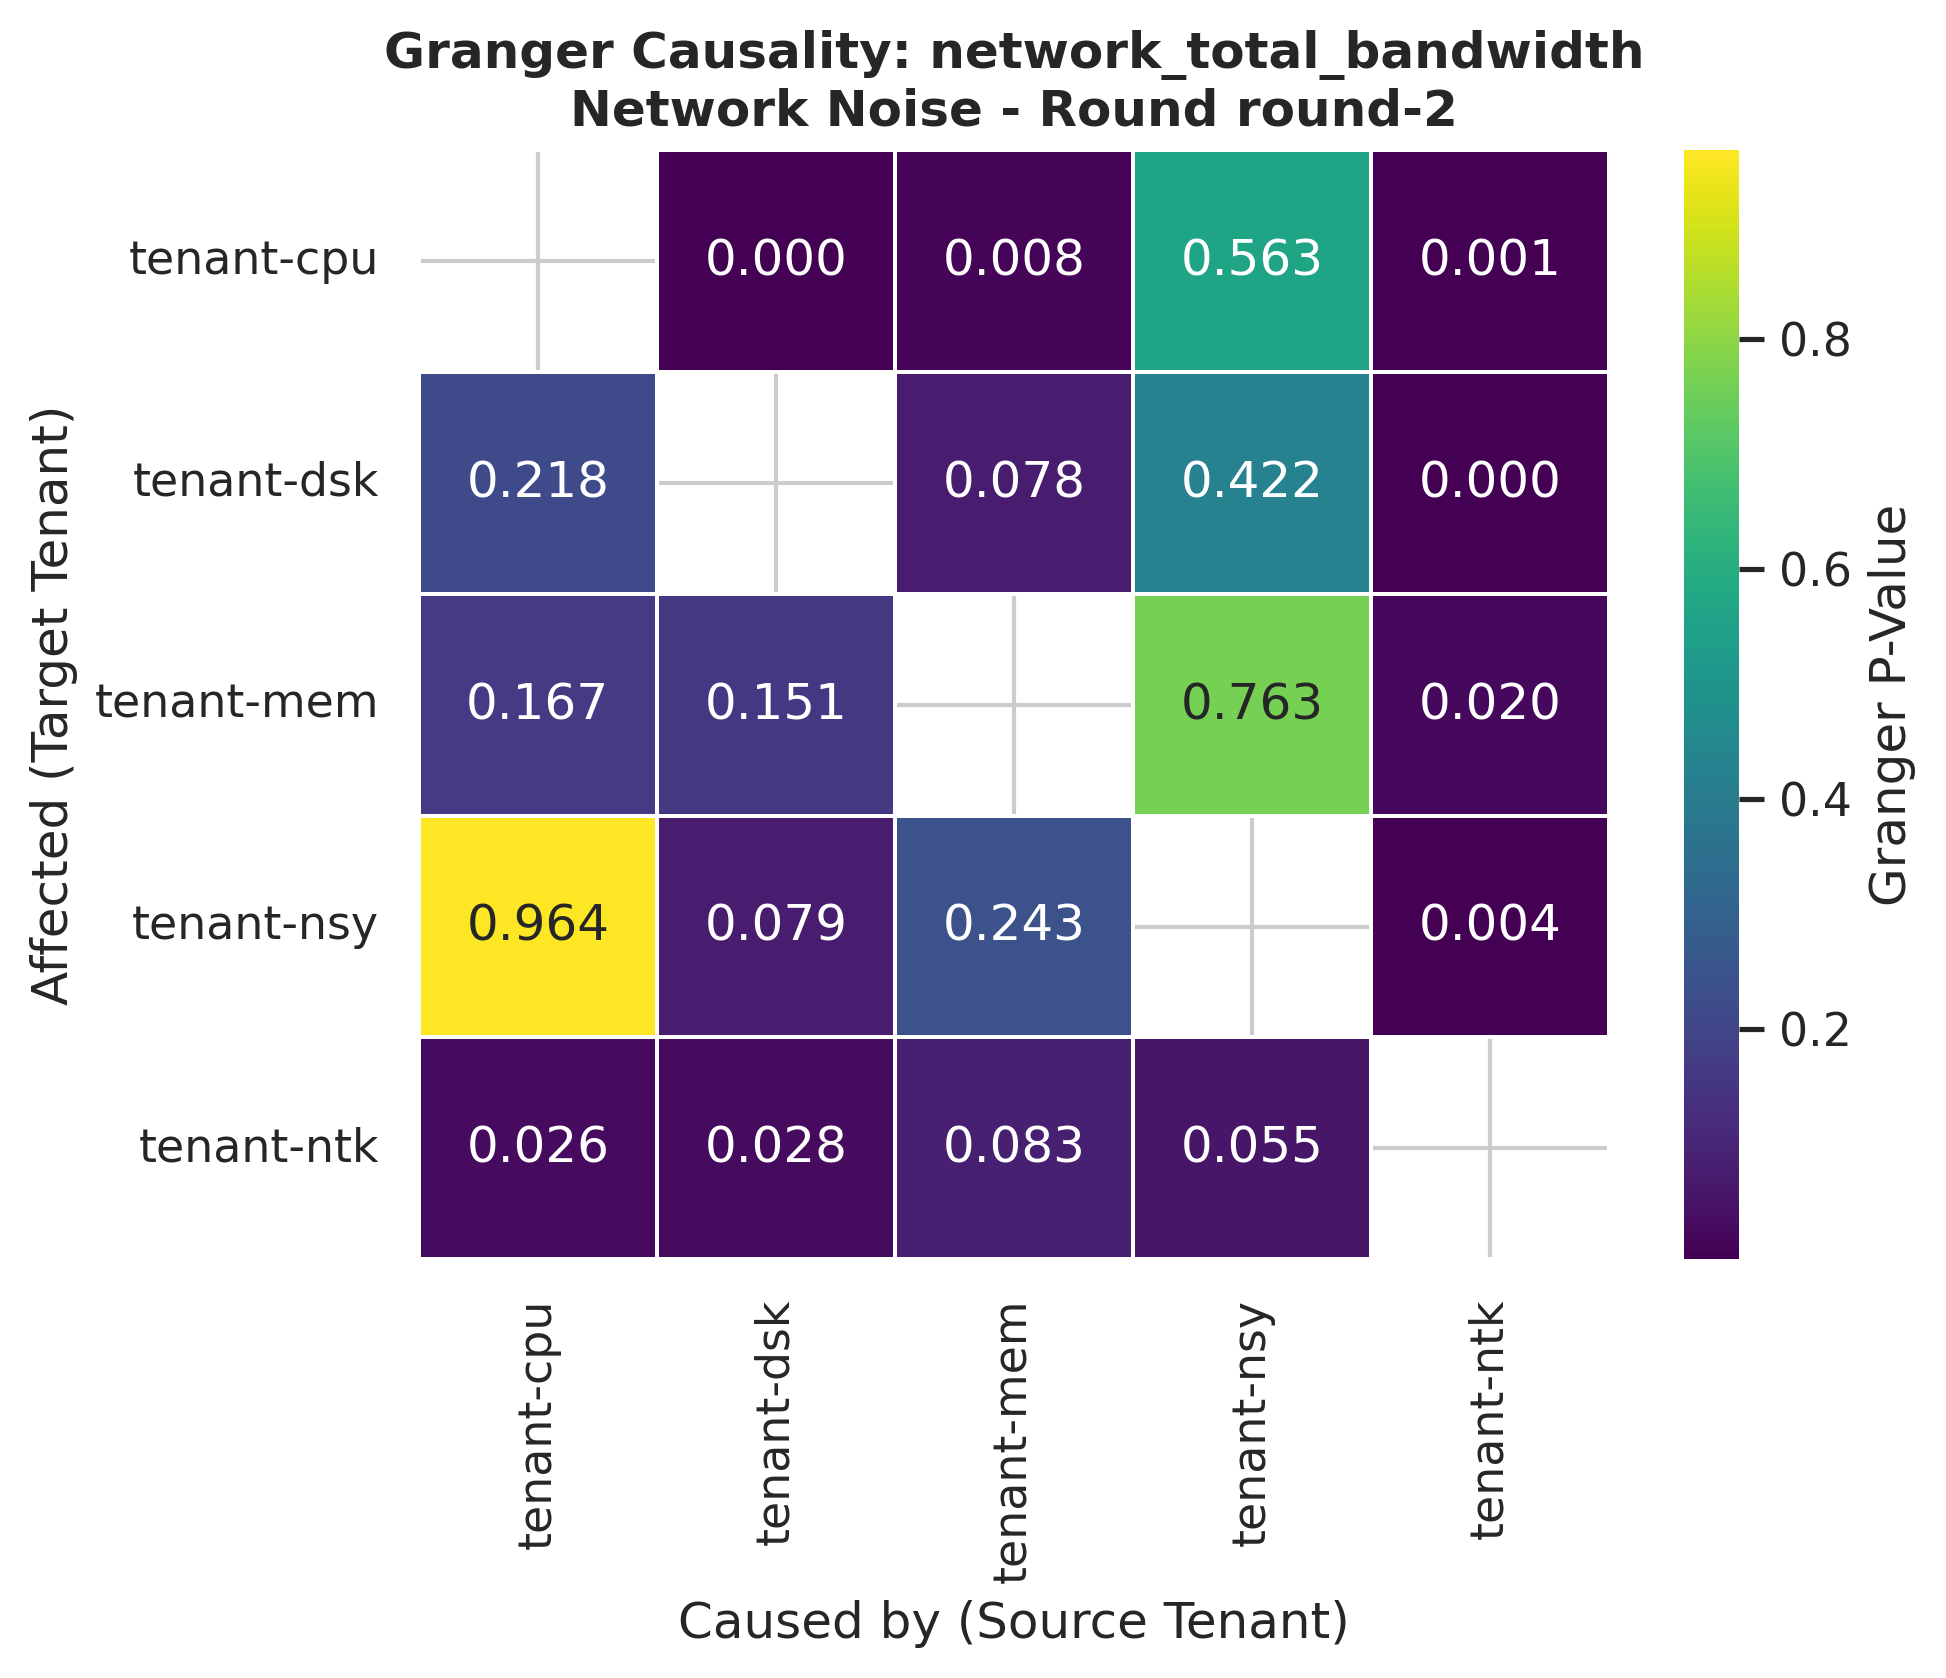 Granger Causality: network_total_bandwidth
Network Noise - Round round-2
Affected (Target Tenant)
tenant-cpu 0.000 0.008 0.563 0.001
tenant-dsk 0.218 0.078 0.422 0.000
tenant-mem 0.167 0.151 0.763 0.020
tenant-nsy 0.964 0.079 0.243 0.004
tenant-ntk 0.026 0.028 0.083 0.055
tenant-cpu tenant-dsk tenant-mem tenant-nsy tenant-ntk
Caused by (Source Tenant)
0.8
0.6
0.4
0.2
Granger P-Value